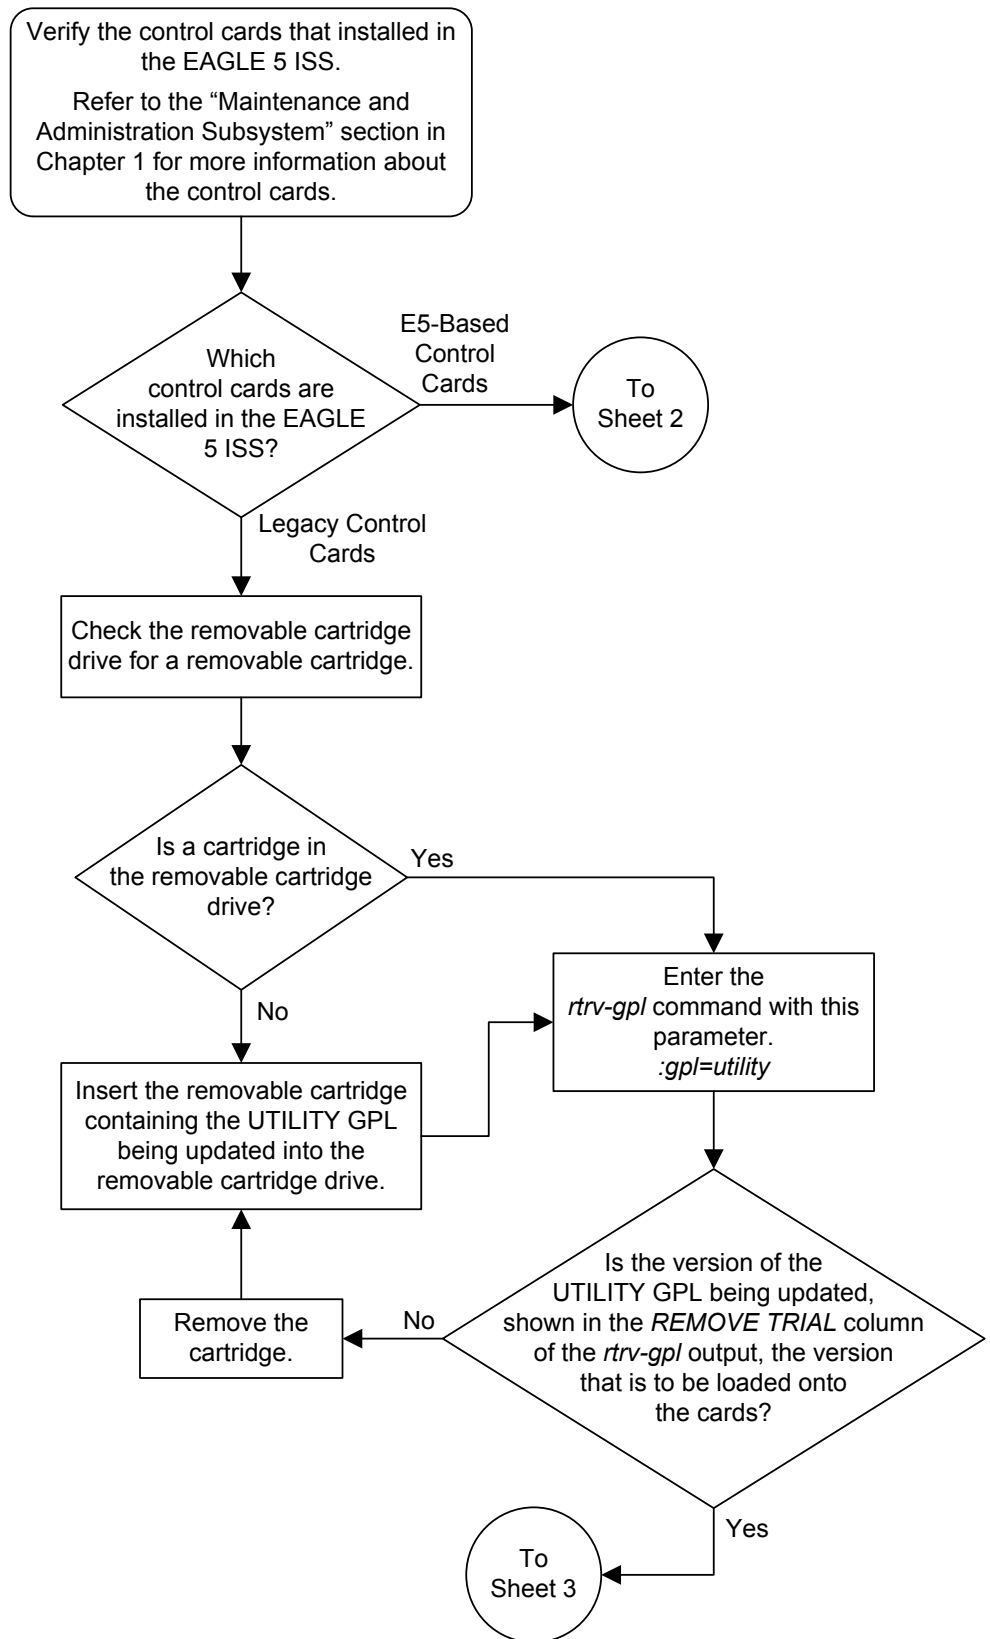 Verify the control cards that installed in
the EAGLE 5 ISS.
Refer to the “Maintenance and
Administration Subsystem” section in
Chapter 1 for more information about
the control cards.
Which
control cards are
installed in the EAGLE
5 ISS?
E5-Based
Control
Cards
To
Sheet 2
Legacy Control
Cards
Check the removable cartridge
drive for a removable cartridge.
Is a cartridge in
the removable cartridge
drive?
Yes
No
Enter the
rtrv-gpl command with this
parameter.
:gpl=utility
Insert the removable cartridge
containing the UTILITY GPL
being updated into the
removable cartridge drive.
Is the version of the
UTILITY GPL being updated,
shown in the REMOVE TRIAL column
of the rtrv-gpl output, the version
that is to be loaded onto
the cards?
No
Remove the
cartridge.
Yes
To
Sheet 3